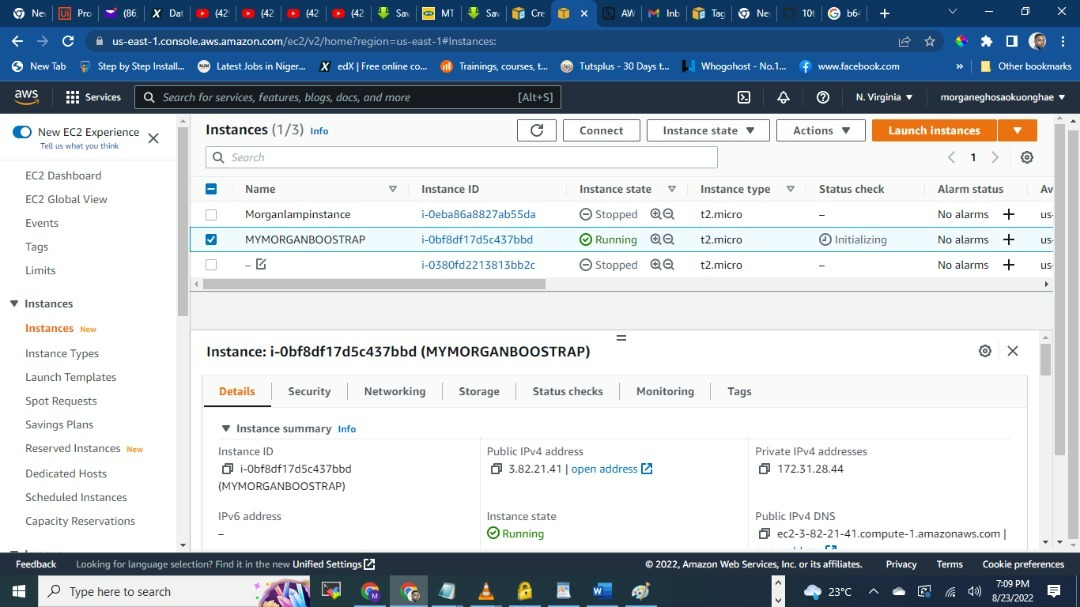 Ne
Pro
(86
Dat
(42
(42
(42
(42
Sav
MT
Sav
Cre
AW
Inb
Tag
Ne
10
b6
us-east-1.console.aws.amazon.com/ec2/v2/home?region=us-east-1#Instances:
New Tab
Step by Step Install...
Latest Jobs in Niger...
edX | Free online co...
Trainings, courses, t...
Tutsplus - 30 Days t...
Whogohost - No.1...
www.facebook.com
»
Other bookmarks
aws
Services
Search for services, features, blogs, docs, and more
[Alt+S]
N. Virginia
morganeghosaokuonghae
New EC2 Experience
Tell us what you think
EC2 Dashboard
EC2 Global View
Events
Tags
Limits
Instances
Instances New
Instance Types
Launch Templates
Spot Requests
Savings Plans
Reserved Instances New
Dedicated Hosts
Scheduled Instances
Capacity Reservations
Instances (1/3) Info
Connect
Instance state
Actions
Launch instances
Search
1
Name Instance ID Instance state Instance type Status check Alarm status Av
Morganlampinstance i-0eba86a8827ab55da Stopped t2.micro – No alarms + us-
MYMORGANBOOSTRAP i-0bf8df17d5c437bbd Running t2.micro Initializing No alarms + us-
– i-0380fd2213813bb2c Stopped t2.micro – No alarms + us-
Instance: i-0bf8df17d5c437bbd (MYMORGANBOOSTRAP)
Details Security Networking Storage Status checks Monitoring Tags
Instance summary Info
Instance ID
i-0bf8df17d5c437bbd
(MYMORGANBOOSTRAP)
Public IPv4 address
3.82.21.41 | open address
Private IPv4 addresses
172.31.28.44
IPv6 address
–
Instance state
Running
Public IPv4 DNS
ec2-3-82-21-41.compute-1.amazonaws.com |
Feedback Looking for language selection? Find it in the new Unified Settings © 2022, Amazon Web Services, Inc. or its affiliates. Privacy Terms Cookie preferences
Type here to search
23°C
7:09 PM
8/23/2022